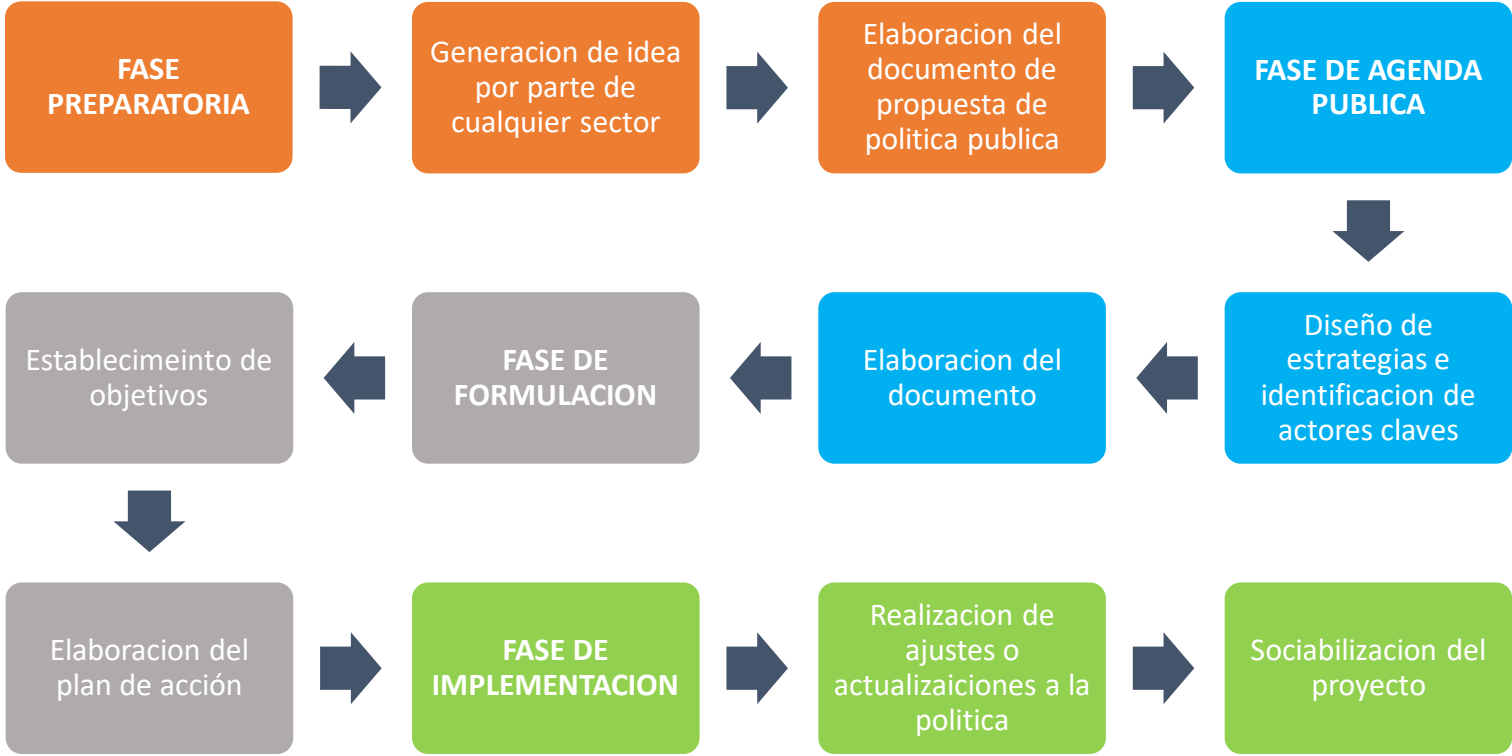 FASE
PREPARATORIA
Generacion de idea
por parte de
cualquier sector
Elaboracion del
documento de
propuesta de
politica publica
FASE DE AGENDA
PUBLICA
Diseño de
estrategias e
identificacion de
actores claves
Elaboracion del
documento
FASE DE
FORMULACION
Establecimeinto de
objetivos
Elaboracion del
plan de acción
FASE DE
IMPLEMENTACION
Realizacion de
ajustes o
actualizaiciones a la
politica
Sociabilizacion del
proyecto